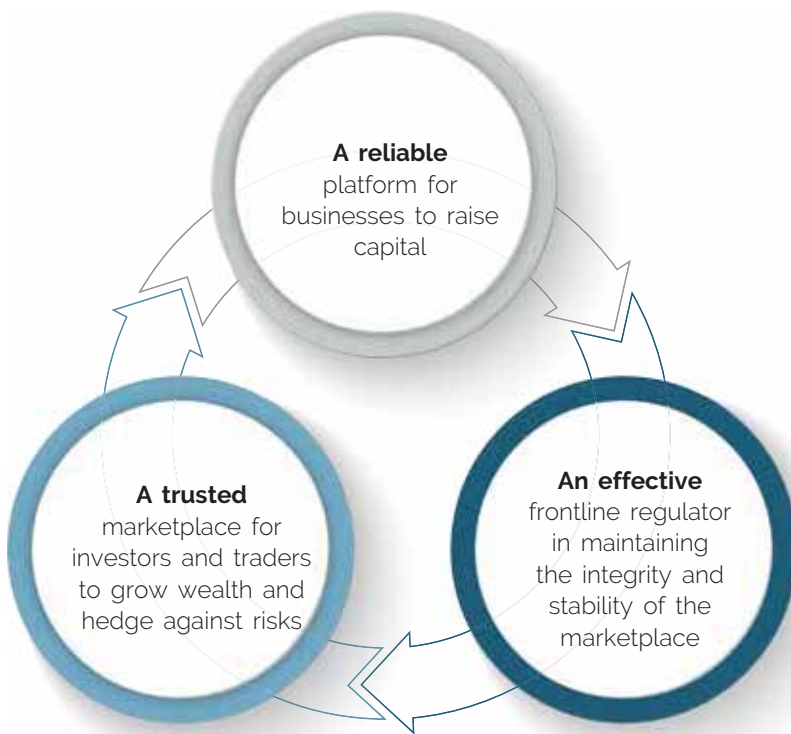 A reliable
platform for
businesses to raise
capital
A trusted
marketplace for
investors and traders
to grow wealth and
hedge against risks
An effective
frontline regulator
in maintaining
the integrity and
stability of the
marketplace